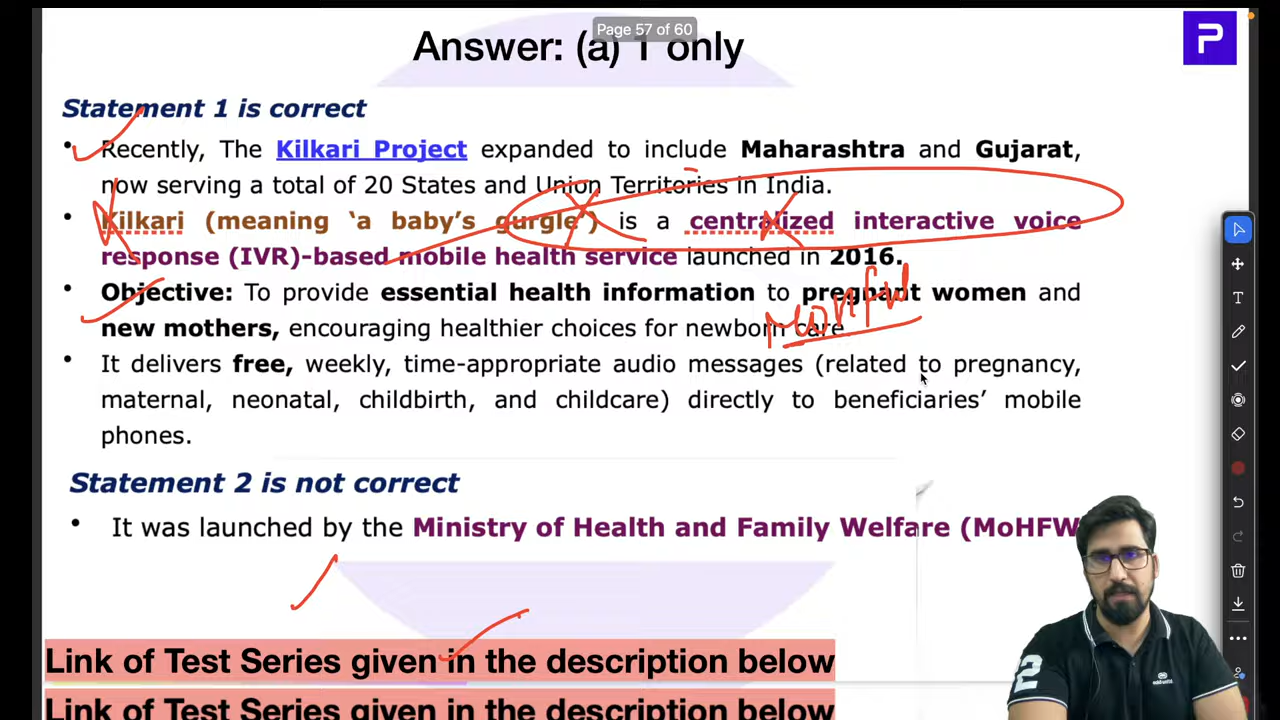 Page 57 of 60
Answer: (a) 1 only
P
Statement 1 is correct
• Recently, The Kilkari Project expanded to include Maharashtra and Gujarat,
now serving a total of 20 States and Union Territories in India.
• Kilkari (meaning ‘a baby’s gurgle’) is a centralized interactive voice
response (IVR)-based mobile health service launched in 2016.
• Objective: To provide essential health information to pregnant women and
new mothers, encouraging healthier choices for newborn care
• It delivers free, weekly, time-appropriate audio messages (related to pregnancy,
maternal, neonatal, childbirth, and childcare) directly to beneficiaries’ mobile
phones.
Statement 2 is not correct
• It was launched by the Ministry of Health and Family Welfare (MoHFW
Link of Test Series given in the description below
Link of Test Series given in the description below